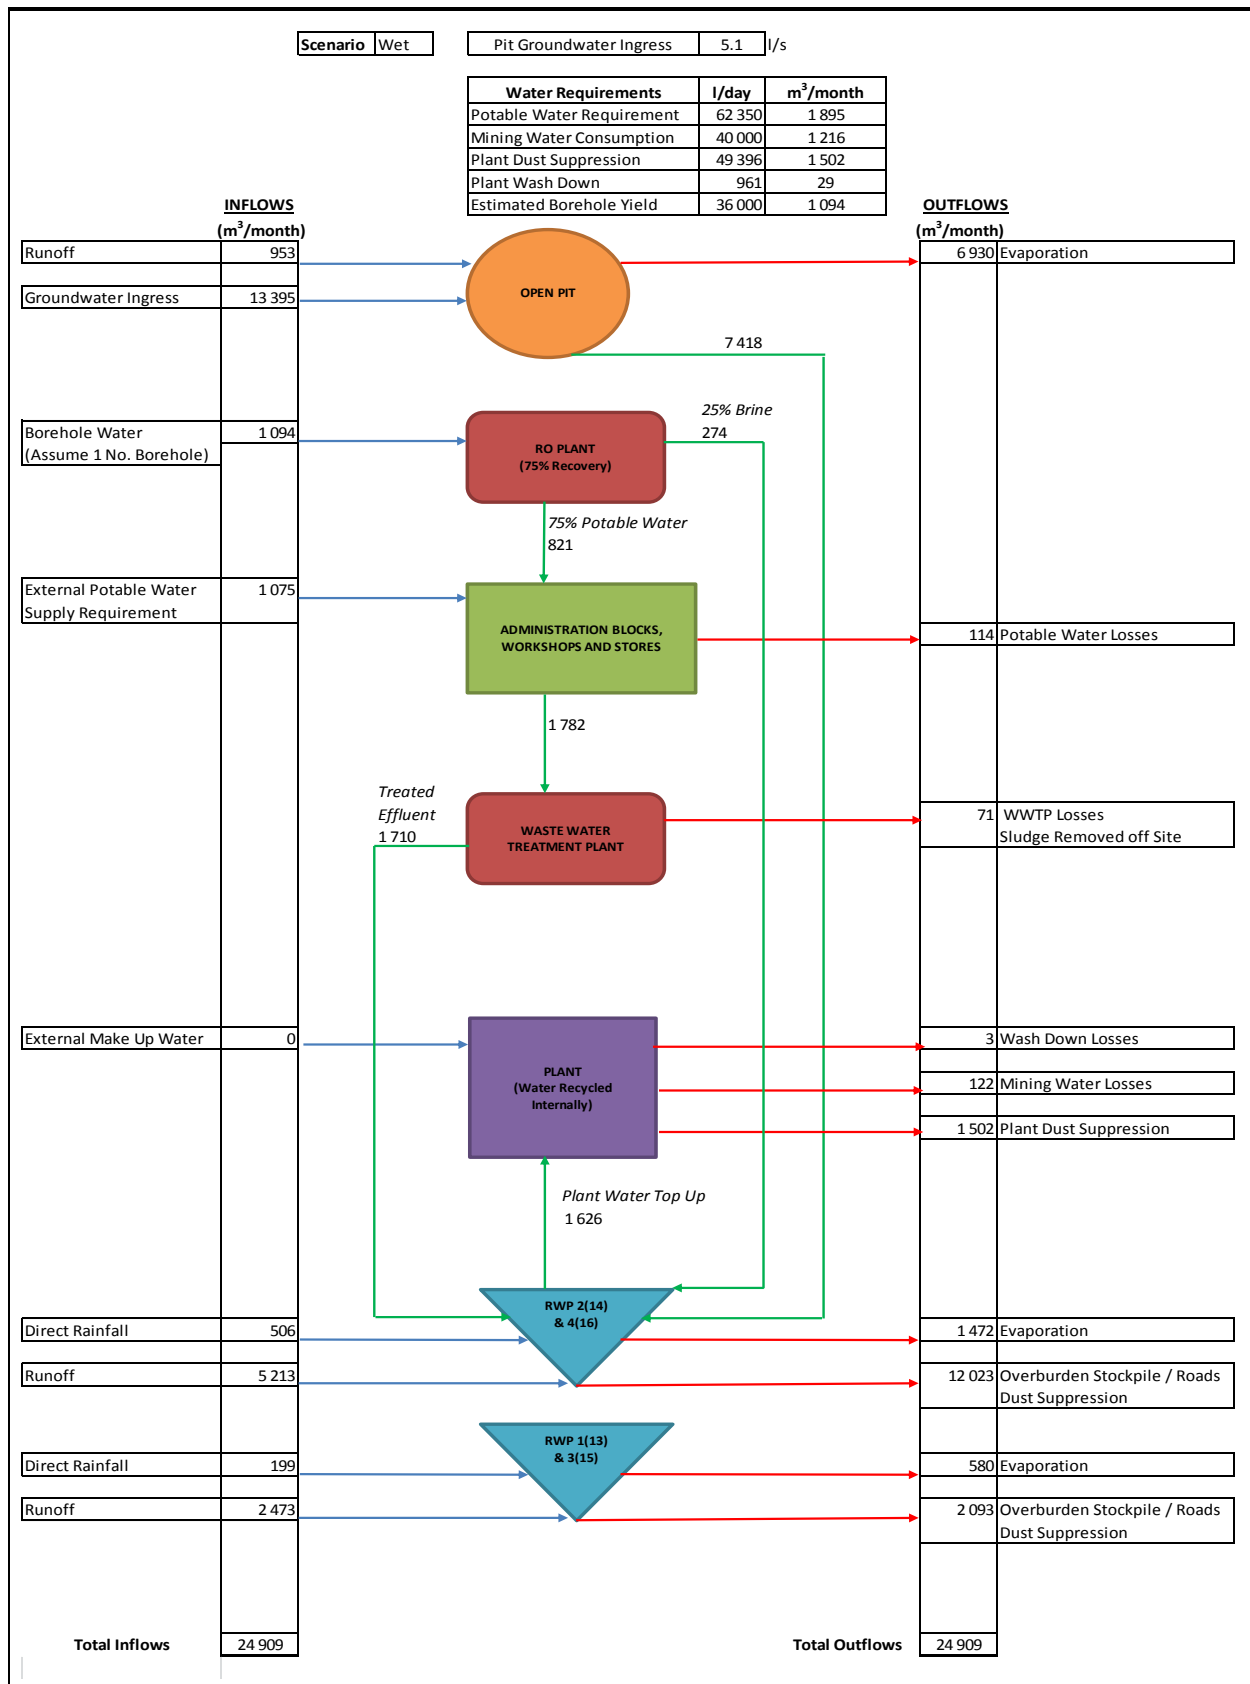 Scenario Wet Pit Groundwater Ingress 5.1 l/s
Water Requirements l/day m³/month
Potable Water Requirement 62 350 1 895
Mining Water Consumption 40 000 1 216
Plant Dust Suppression 49 396 1 502
Plant Wash Down 961 29
Estimated Borehole Yield 36 000 1 094
INFLOWS
(m³/month)
OUTFLOWS
(m³/month)
Runoff 953
OPEN PIT
6 930 Evaporation
Groundwater Ingress 13 395
7 418
Borehole Water 1 094
(Assume 1 No. Borehole)
RO PLANT
(75% Recovery)
25% Brine
274
75% Potable Water
821
External Potable Water 1 075
Supply Requirement
ADMINISTRATION BLOCKS,
WORKSHOPS AND STORES
114 Potable Water Losses
1 782
Treated
Effluent
1 710
WASTE WATER
TREATMENT PLANT
71 WWTP Losses
Sludge Removed off Site
External Make Up Water 0
PLANT
(Water Recycled
Internally)
3 Wash Down Losses
122 Mining Water Losses
1 502 Plant Dust Suppression
Plant Water Top Up
1 626
RWP 2(14)
& 4(16)
Direct Rainfall 506
1 472 Evaporation
Runoff 5 213
12 023 Overburden Stockpile / Roads
Dust Suppression
RWP 1(13)
& 3(15)
Direct Rainfall 199
580 Evaporation
Runoff 2 473
2 093 Overburden Stockpile / Roads
Dust Suppression
Total Inflows 24 909
Total Outflows 24 909